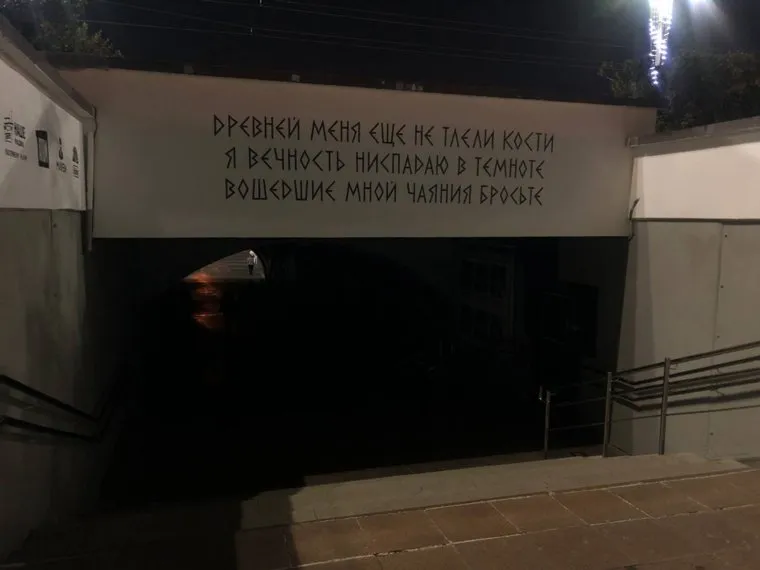 ДРЕВНЕЙ МЕНЯ ЕЩЕ НЕ ТЛЕЛИ КОСТИ
Я ВЕЧНОСТЬ НИСПАДАЮ В ТЕМНОТЕ
ВОШЕДШИЕ МНОЙ ЧАЯНИЯ БРОСЬТЕ